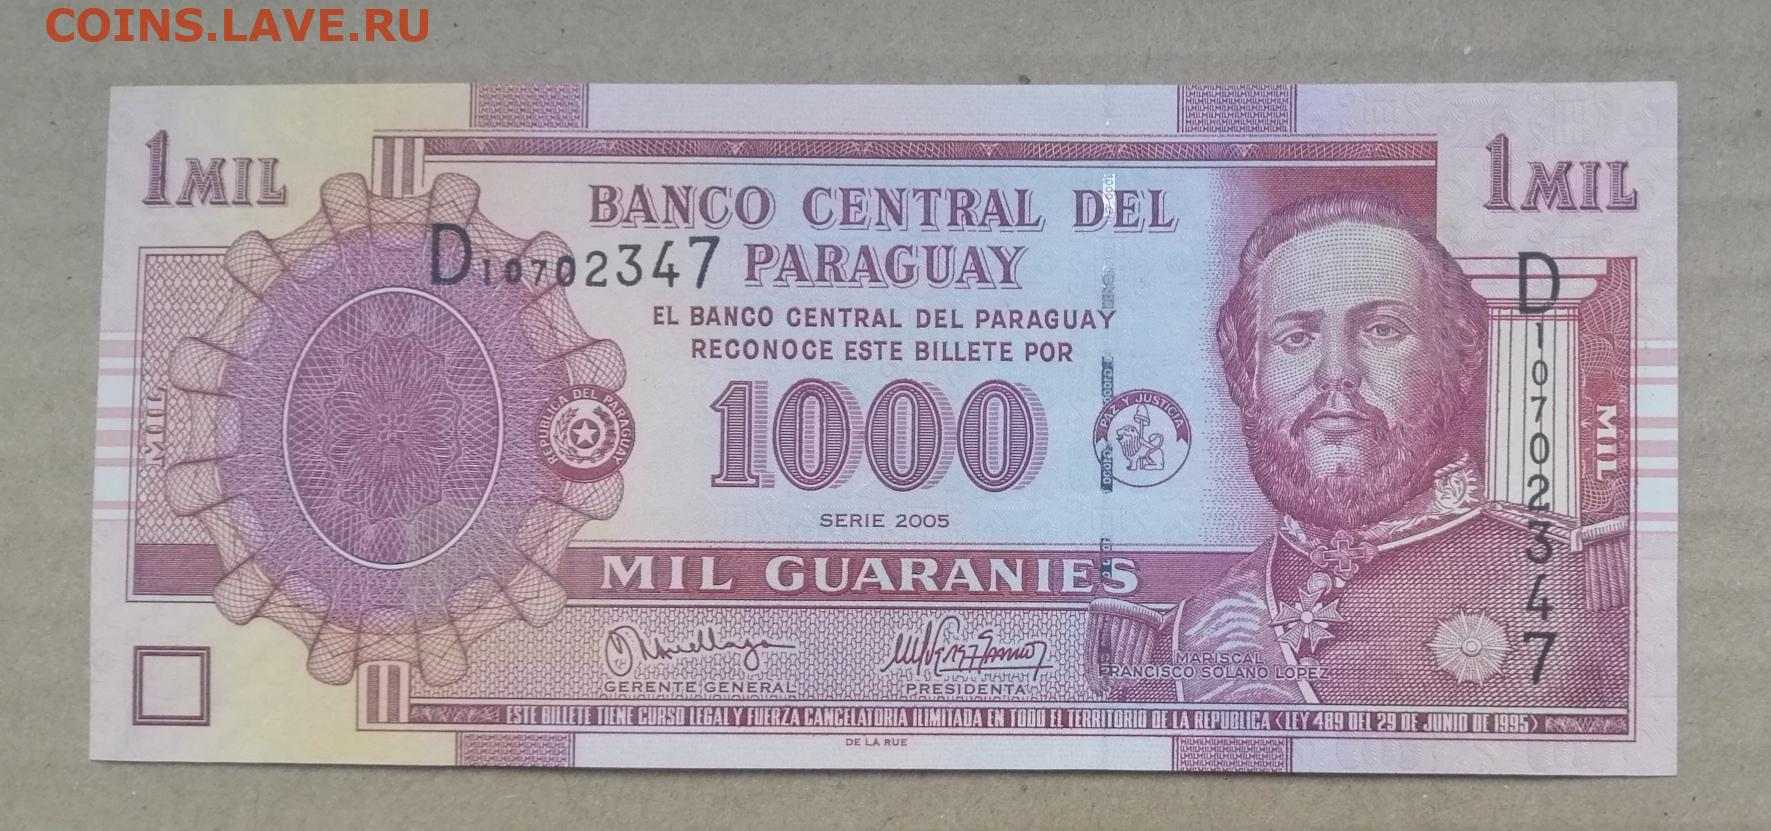 COINS.LAVE.RU
1 MIL
1 MIL
BANCO CENTRAL DEL
PARAGUAY
D10702347
D10702347
EL BANCO CENTRAL DEL PARAGUAY
RECONOCE ESTE BILLETE POR
1000
REPUBLICA DEL PARAGUAY
PAZ Y JUSTICIA
MIL
MIL
SERIE 2005
MIL GUARANIES
GERENTE GENERAL
PRESIDENTA
MARISCAL
FRANCISCO SOLANO LOPEZ
ESTE BILLETE TIENE CURSO LEGAL Y FUERZA CANCELATORIA ILIMITADA EN TODO EL TERRITORIO DE LA REPUBLICA (LEY 489 DEL 29 DE JUNIO DE 1995)
DE LA RUE